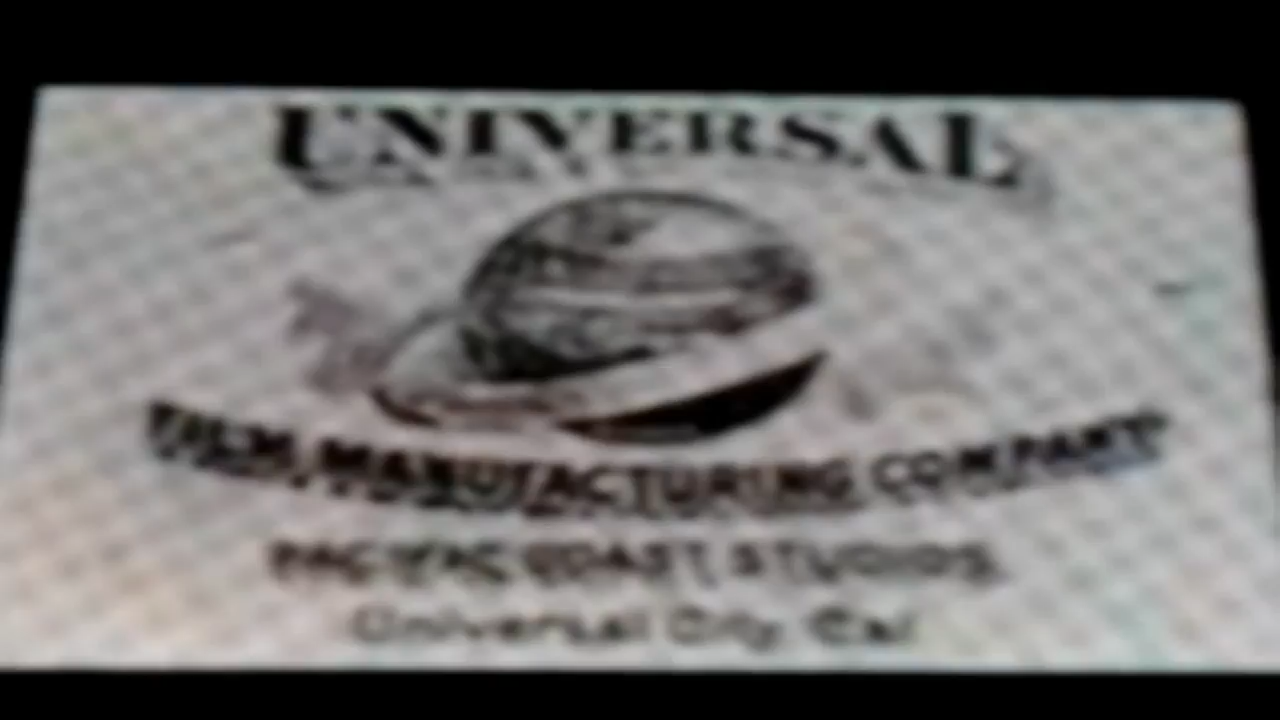 UNIVERSAL
FILM MANUFACTURING COMPANY
PACIFIC COAST STUDIOS
Universal City, Cal